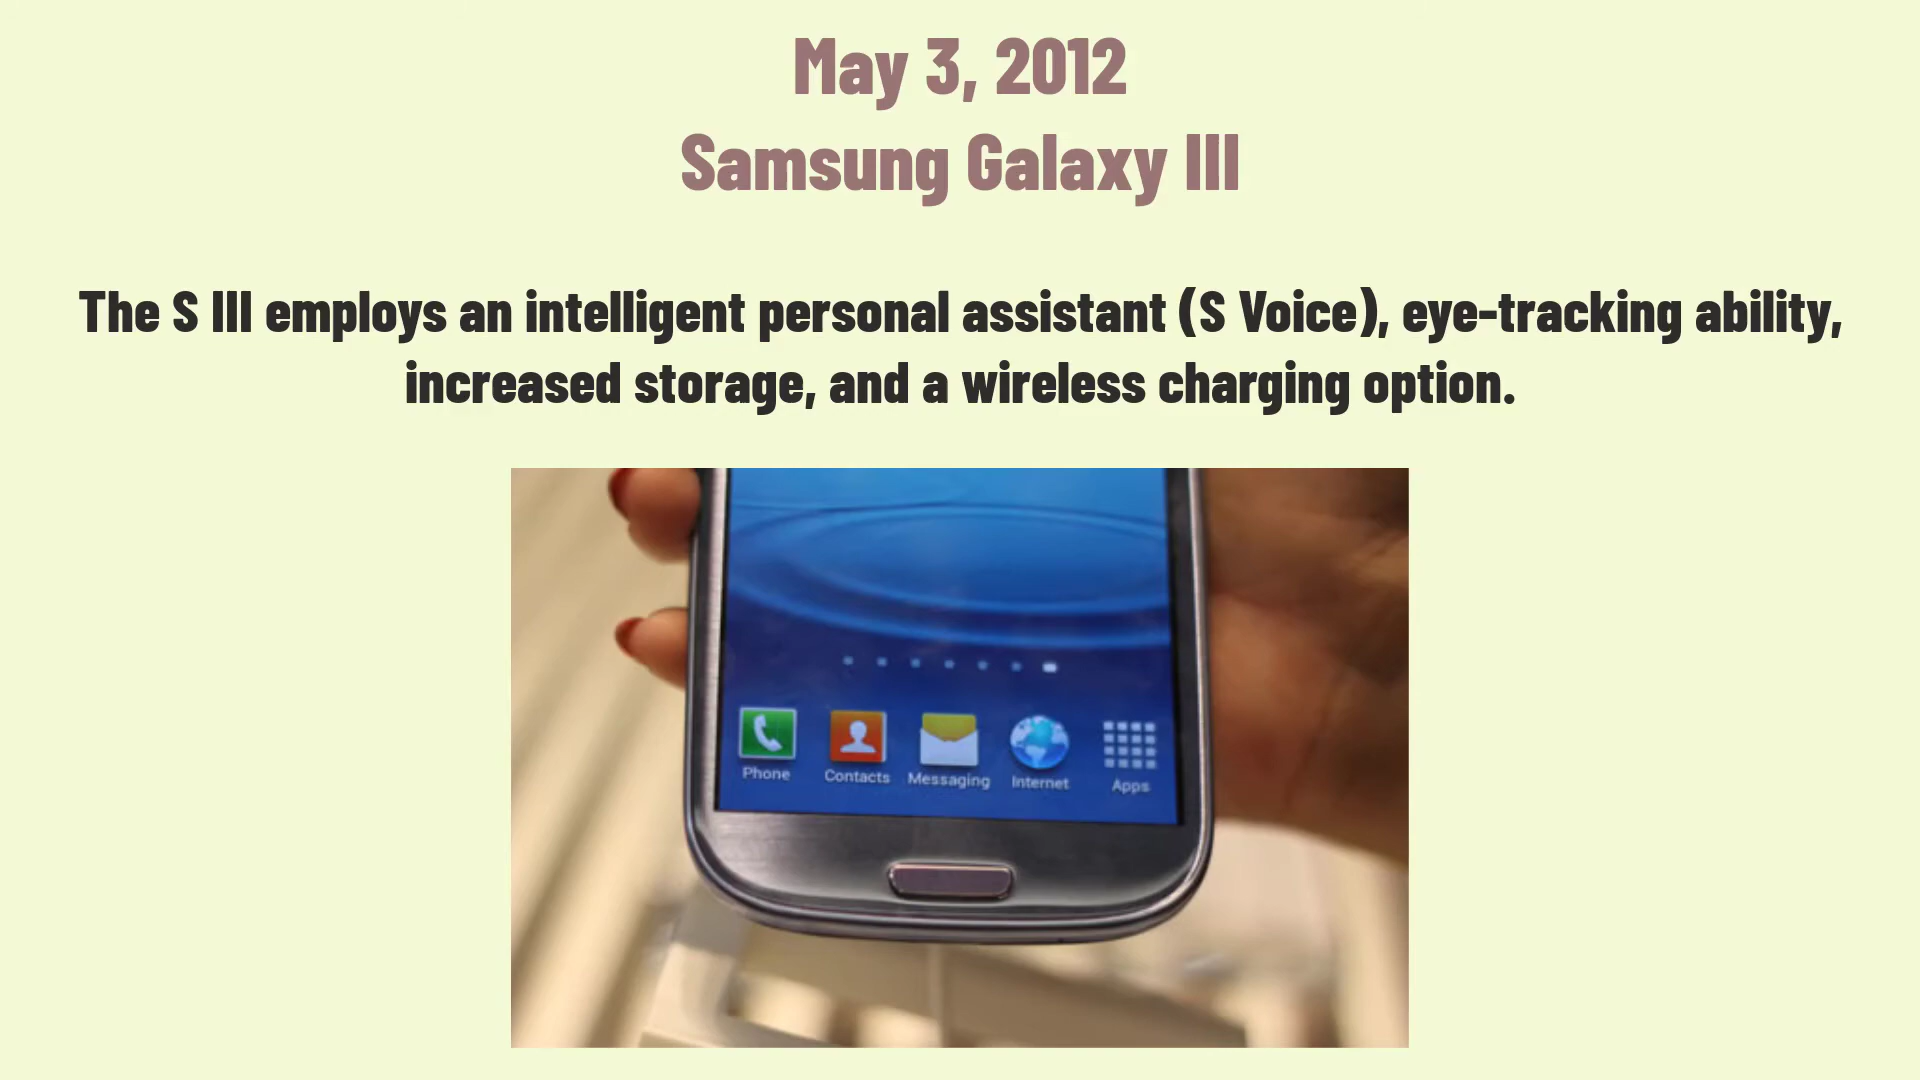 May 3, 2012
Samsung Galaxy III
The S III employs an intelligent personal assistant (S Voice), eye-tracking ability,
increased storage, and a wireless charging option.
Phone Contacts Messaging Internet Apps